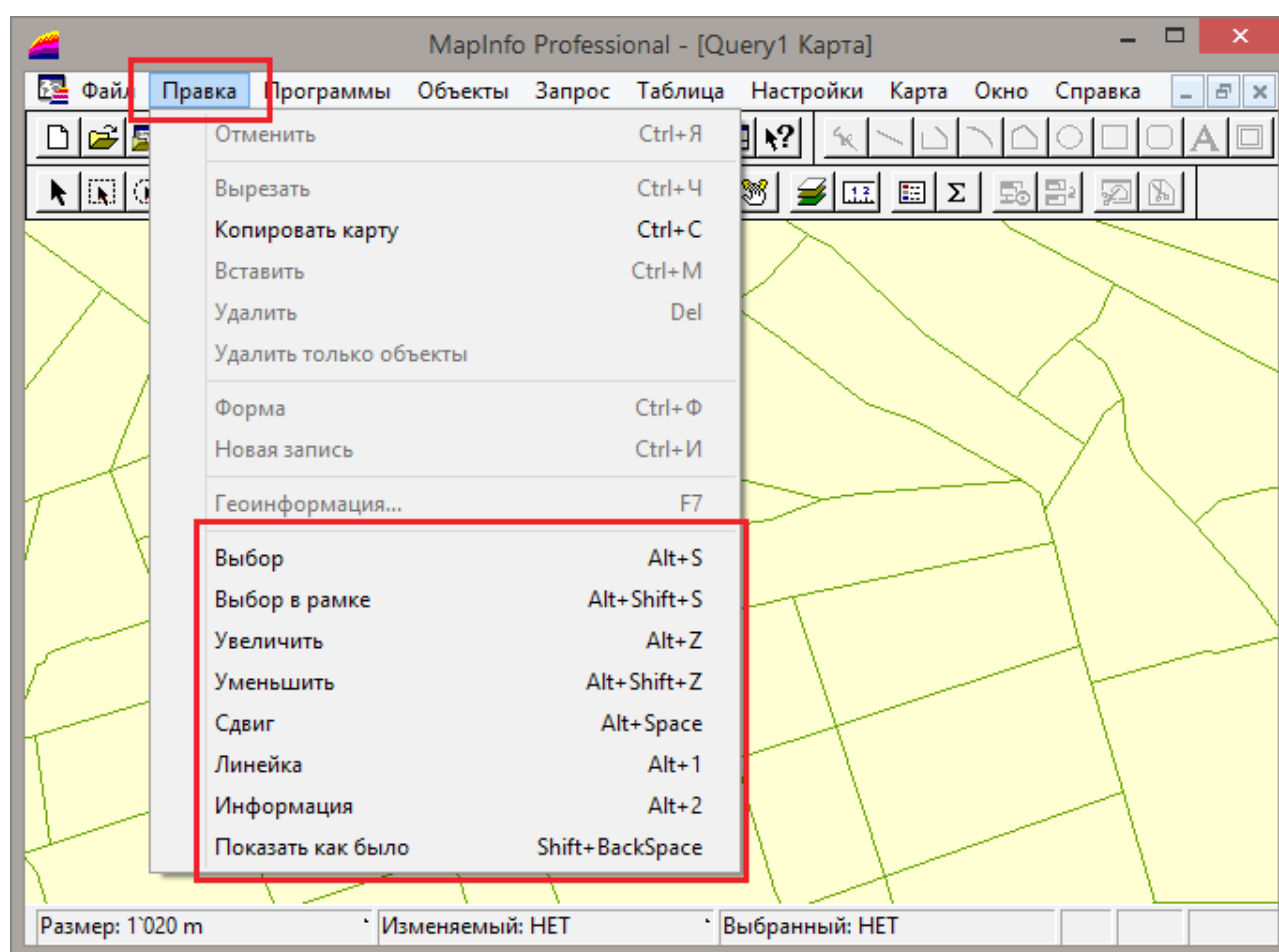 MapInfo Professional - [Query1 Карта]
Файл Правка Программы Объекты Запрос Таблица Настройки Карта Окно Справка
Отменить Ctrl+Я
Вырезать Ctrl+Ч
Копировать карту Ctrl+C
Вставить Ctrl+М
Удалить Del
Удалить только объекты
Форма Ctrl+Ф
Новая запись Ctrl+И
Геоинформация... F7
Выбор Alt+S
Выбор в рамке Alt+Shift+S
Увеличить Alt+Z
Уменьшить Alt+Shift+Z
Сдвиг Alt+Space
Линейка Alt+1
Информация Alt+2
Показать как было Shift+BackSpace
Размер: 1`020 m Изменяемый: НЕТ Выбранный: НЕТ